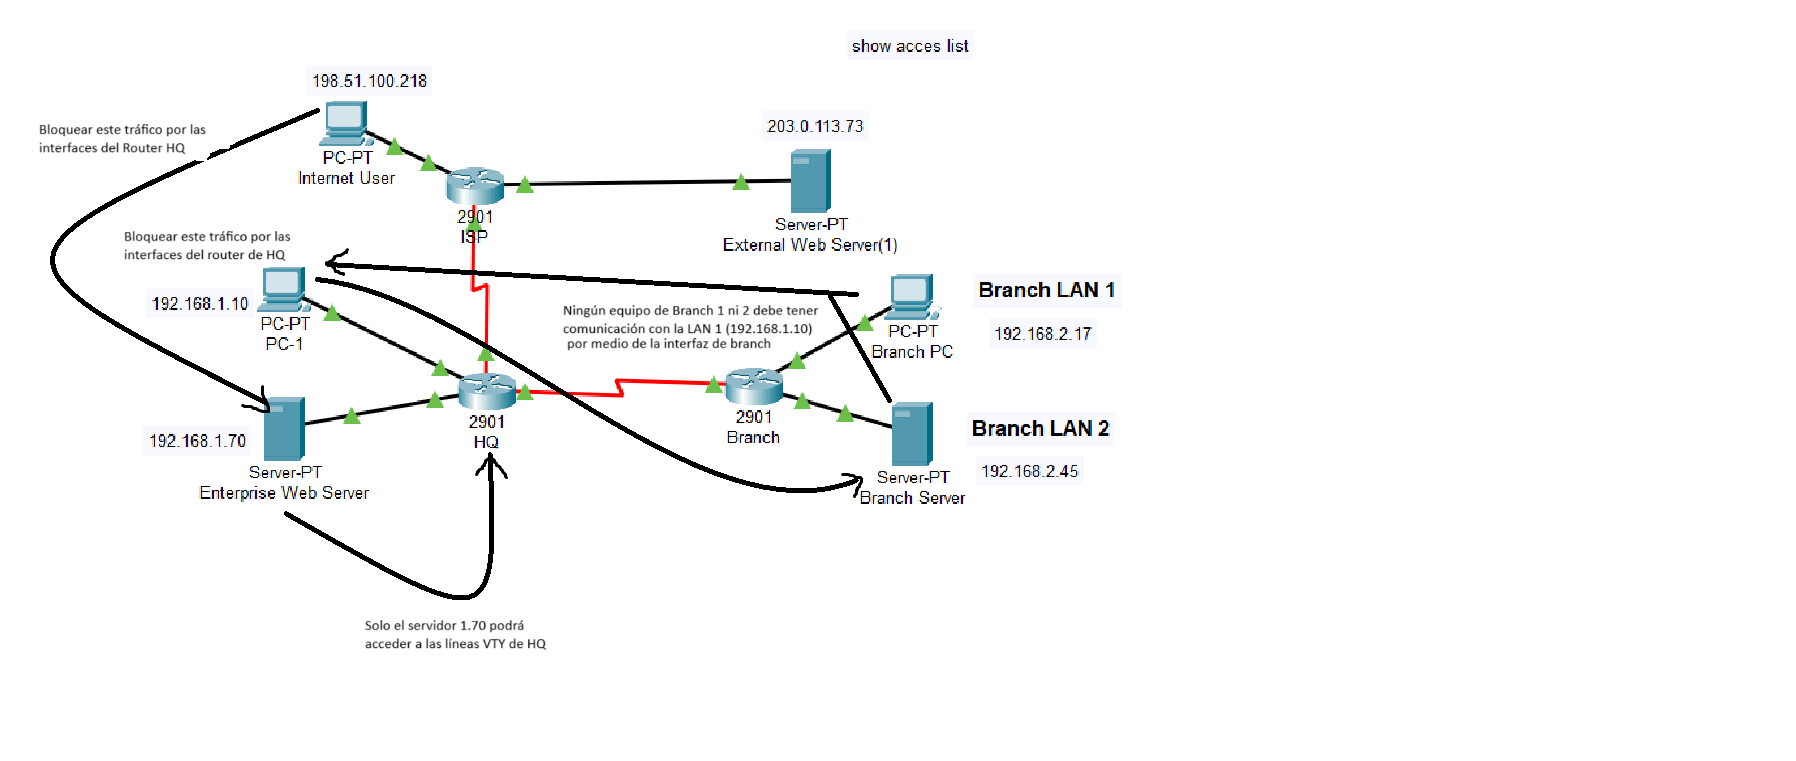 show acces list
198.51.100.218
Bloquear este tráfico por las
interfaces del Router HQ
PC-PT
Internet User
203.0.113.73
2901
ISP
Server-PT
External Web Server(1)
Bloquear este tráfico por las
interfaces del router de HQ
192.168.1.10
PC-PT
PC-1
Ningún equipo de Branch 1 ni 2 debe tener
comunicación con la LAN 1 (192.168.1.10)
por medio de la interfaz de branch
PC-PT
Branch PC
Branch LAN 1
192.168.2.17
2901
HQ
2901
Branch
192.168.1.70
Server-PT
Enterprise Web Server
Branch LAN 2
192.168.2.45
Server-PT
Branch Server
Solo el servidor 1.70 podrá
acceder a las líneas VTY de HQ